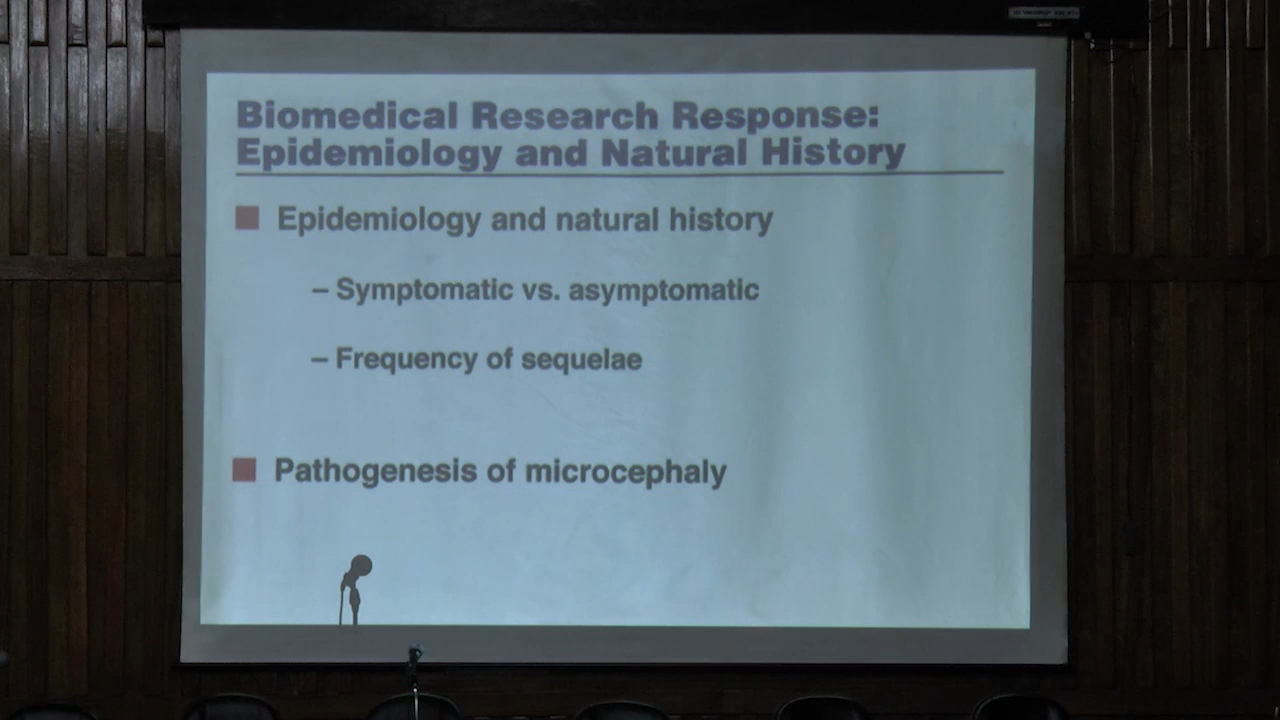 Biomedical Research Response:
Epidemiology and Natural History
■ Epidemiology and natural history
– Symptomatic vs. asymptomatic
– Frequency of sequelae
■ Pathogenesis of microcephaly